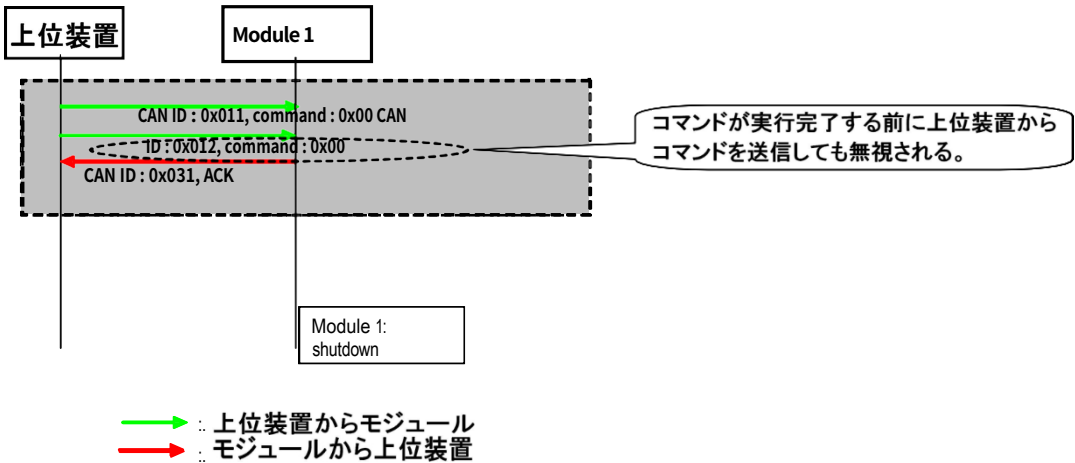 上位装置
Module 1
CAN ID : 0x011, command : 0x00 CAN
ID : 0x012, command : 0x00
CAN ID : 0x031, ACK
コマンドが実行完了する前に上位装置から
コマンドを送信しても無視される。
Module 1:
shutdown
:. 上位装置からモジュール
:. モジュールから上位装置